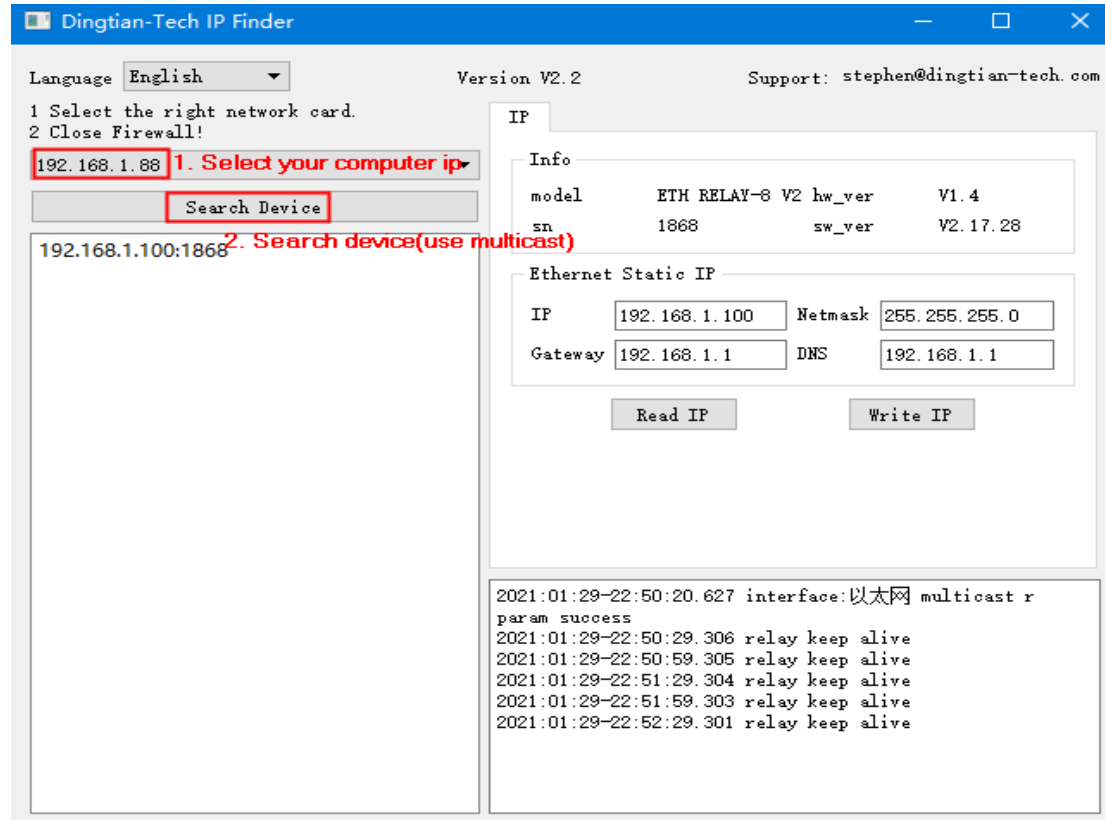 Dingtian-Tech IP Finder
Language English Version V2.2 Support: stephen@dingtian-tech.com
1 Select the right network card.
2 Close Firewall!
192.168.1.88 1. Select your computer ip
Search Device
2. Search device(use multicast)
192.168.1.100:1868
IP
Info
model ETH RELAY-8 V2 hw_ver V1.4
sn 1868 sw_ver V2.17.28
Ethernet Static IP
IP 192.168.1.100 Netmask 255.255.255.0
Gateway 192.168.1.1 DNS 192.168.1.1
Read IP Write IP
2021:01:29-22:50:20.627 interface:以太网 multicast r
param success
2021:01:29-22:50:29.306 relay keep alive
2021:01:29-22:50:59.305 relay keep alive
2021:01:29-22:51:29.304 relay keep alive
2021:01:29-22:51:59.303 relay keep alive
2021:01:29-22:52:29.301 relay keep alive